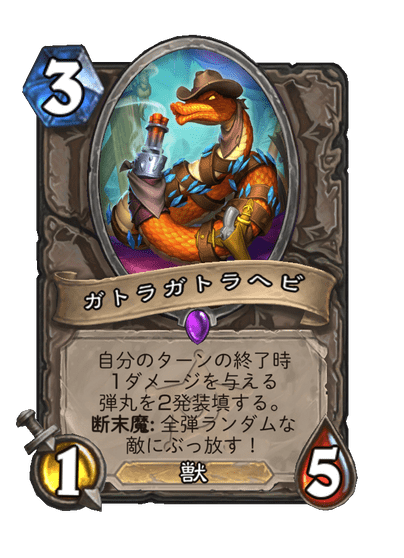 3
ガトラガトラヘビ
自分のターンの終了時
1ダメージを与える
弾丸を2発装填する。
断末魔: 全弾ランダムな
敵にぶっ放す！
獣
1
5